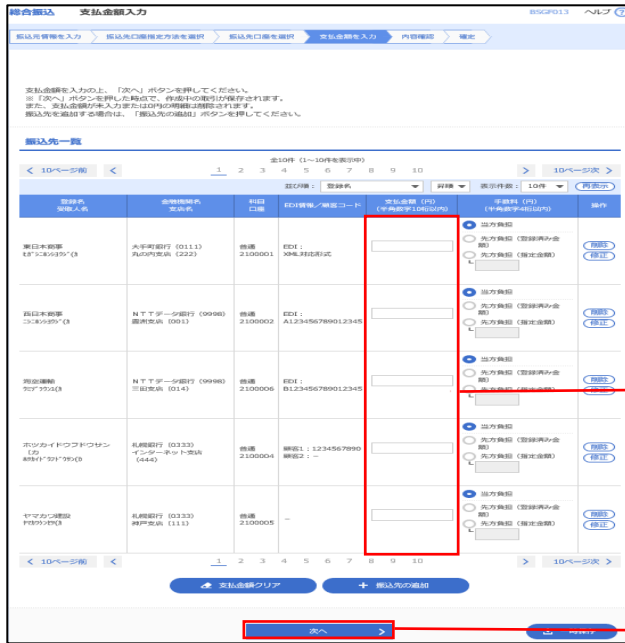 総合振込 支払金額入力 BSGF013 ヘルプ ?
振込元情報を入力 振込先口座指定方法を選択 振込先口座を選択 支払金額を入力 内容確認 確定
支払金額を入力の上、「次へ」ボタンを押してください。
※「次へ」ボタンを押した時点で、作成中の取引が保存されます。
また、支払金額が未入力または0円の明細は削除されます。
振込先を追加する場合は、「振込先の追加」ボタンを押してください。
振込先一覧
全10件（1～10件を表示中）
10ページ前 1 2 3 4 5 6 7 8 9 10 10ページ次
並び順： 登録名 昇順 表示件数： 10件 再表示
登録名 金融機関名 科目 EDI情報／顧客コード 支払金額（円） 手数料（円） 操作
受取人名 支店名 口座 （半角数字10桁以内） （半角数字4桁以内）
当方負担
東日本商事 大手町銀行（0111） 普通 EDI： 先方負担（登録済み金額） 削除
丸の内支店（222） 2100001 XML対応形式 先方負担（指定金額） 修正
当方負担
NTTデータ銀行（9998） 普通 EDI： 先方負担（登録済み金額） 削除
豊洲支店（001） 2100002 A123456789012345 先方負担（指定金額） 修正
当方負担
NTTデータ銀行（9998） 普通 EDI： 先方負担（登録済み金額） 削除
三田支店（014） 2100006 B123456789012345 先方負担（指定金額） 修正
当方負担
ホツカイドウフドウサン（カ 札幌銀行（0333） 普通 顧客1：1234567890 先方負担（登録済み金額） 削除
インターネット支店（444） 2100004 顧客2：－ 先方負担（指定金額） 修正
当方負担
ヤマカワ建設 札幌銀行（0333） 普通 － 先方負担（登録済み金額） 削除
神戸支店（111） 2100005 先方負担（指定金額） 修正
10ページ前 1 2 3 4 5 6 7 8 9 10 10ページ次
支払金額クリア ＋ 振込先の追加
次へ